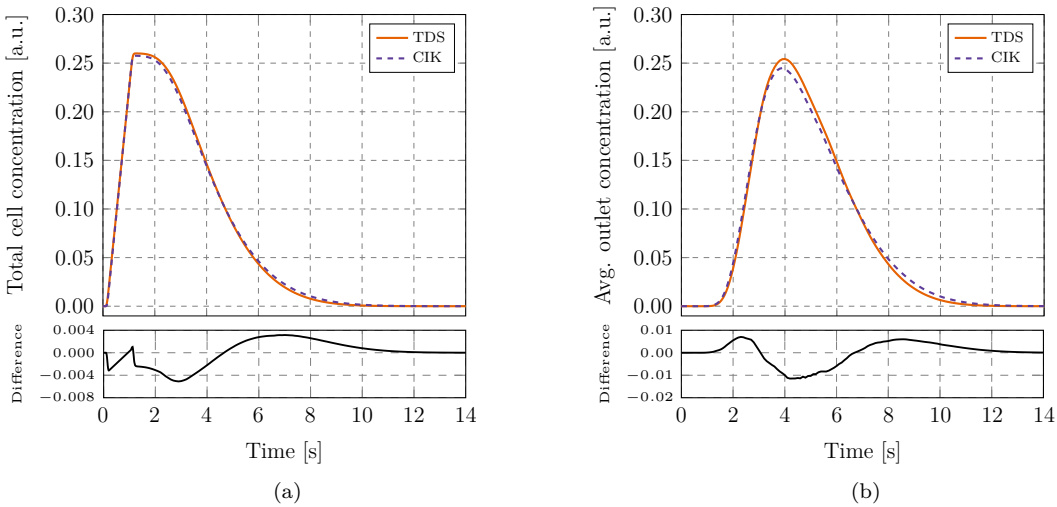 Total cell concentration [a.u.]
0.30
0.25
0.20
0.15
0.10
0.05
0.00
TDS
CIK
Difference
0.004
0.000
−0.004
−0.008
0 2 4 6 8 10 12 14
Time [s]
(a)
Avg. outlet concentration [a.u.]
0.30
0.25
0.20
0.15
0.10
0.05
0.00
TDS
CIK
Difference
0.01
0.00
−0.01
−0.02
0 2 4 6 8 10 12 14
Time [s]
(b)